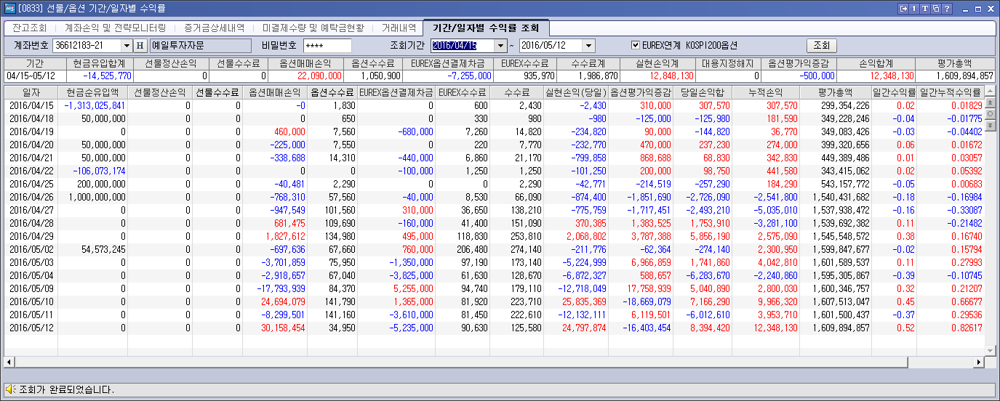 [0833] 선물/옵션 기간/일자별 수익률
1 T ?
잔고조회 계좌손익 및 전략모니터링 증거금상세내역 미결제수량 및 예탁금현황 거래내역 기간/일자별 수익률 조회
계좌번호 36612183-21 H 예일투자자문 비밀번호 **** 조회기간 2016/04/15 ~ 2016/05/12 EUREX연계 KOSPI200옵션 조회
기간 현금유입합계 선물정산손익 선물수수료 옵션매매손익 옵션수수료 EUREX옵션결제차금 EUREX수수료 수수료계 실현손익계 대용지정해지 옵션평가익증감 손익합계 평가총액
04/15~05/12 -14,525,770 0 0 22,090,000 1,050,900 -7,255,000 935,970 1,986,870 12,848,130 0 -500,000 12,348,130 1,609,894,857
일자 현금순유입액 선물정산손익 선물수수료 옵션매매손익 옵션수수료 EUREX옵션결제차금 EUREX수수료 수수료 실현손익(당일) 옵션평가익증감 당일손익합 누적손익 평가총액 일간수익률 일간누적수익률
2016/04/15 -1,313,025,841 0 0 -0 1,830 0 600 2,430 -2,430 310,000 307,570 307,570 299,354,226 0.02 0.01829
2016/04/18 50,000,000 0 0 0 650 0 330 980 -980 -125,000 -125,980 181,590 349,228,246 -0.04 -0.01775
2016/04/19 0 0 0 460,000 7,560 -680,000 7,260 14,820 -234,820 90,000 -144,820 36,770 349,083,426 -0.03 -0.04402
2016/04/20 50,000,000 0 0 -225,000 7,550 0 220 7,770 -232,770 470,000 237,230 274,000 399,320,656 0.06 0.01672
2016/04/21 50,000,000 0 0 -338,688 14,310 -440,000 6,860 21,170 -799,858 868,688 68,830 342,830 449,389,486 0.01 0.03057
2016/04/22 -106,073,174 0 0 0 0 -100,000 1,250 1,250 -101,250 200,000 98,750 441,580 343,415,062 0.02 0.05392
2016/04/25 200,000,000 0 0 -40,481 2,290 0 0 2,290 -42,771 -214,519 -257,290 184,290 543,157,772 -0.05 0.00683
2016/04/26 1,000,000,000 0 0 -768,310 57,560 -40,000 8,530 66,090 -874,400 -1,851,690 -2,726,090 -2,541,800 1,540,431,682 -0.18 -0.16984
2016/04/27 0 0 0 -947,549 101,560 310,000 36,650 138,210 -775,759 -1,717,451 -2,493,210 -5,035,010 1,537,938,472 -0.16 -0.33087
2016/04/28 0 0 0 681,475 109,690 -160,000 41,400 151,090 370,385 1,383,525 1,753,910 -3,281,100 1,539,692,382 0.11 -0.21482
2016/04/29 0 0 0 1,827,612 134,980 495,000 118,830 253,810 2,068,802 3,787,388 5,856,190 2,575,090 1,545,548,572 0.38 0.16740
2016/05/02 54,573,245 0 0 -697,636 67,660 760,000 206,480 274,140 -211,776 -62,364 -274,140 2,300,950 1,599,847,677 -0.02 0.15794
2016/05/03 0 0 0 -3,701,859 75,950 -1,350,000 97,190 173,140 -5,224,999 6,966,859 1,741,860 4,042,810 1,601,589,537 0.11 0.27993
2016/05/04 0 0 0 -2,918,657 67,040 -3,825,000 61,630 128,670 -6,872,327 588,657 -6,283,670 -2,240,860 1,595,305,867 -0.39 -0.10745
2016/05/09 0 0 0 -17,793,939 84,370 5,255,000 94,740 179,110 -12,718,049 17,758,939 5,040,890 2,800,030 1,600,346,757 0.32 0.21207
2016/05/10 0 0 0 24,694,079 141,790 1,365,000 81,920 223,710 25,835,369 -18,669,079 7,166,290 9,966,320 1,607,513,047 0.45 0.66677
2016/05/11 0 0 0 -8,299,501 141,160 -3,610,000 81,450 222,610 -12,132,111 6,119,501 -6,012,610 3,953,710 1,601,500,437 -0.37 0.29536
2016/05/12 0 0 0 30,158,454 34,950 -5,235,000 90,630 125,580 24,797,874 -16,403,454 8,394,420 12,348,130 1,609,894,857 0.52 0.82617
조회가 완료되었습니다.